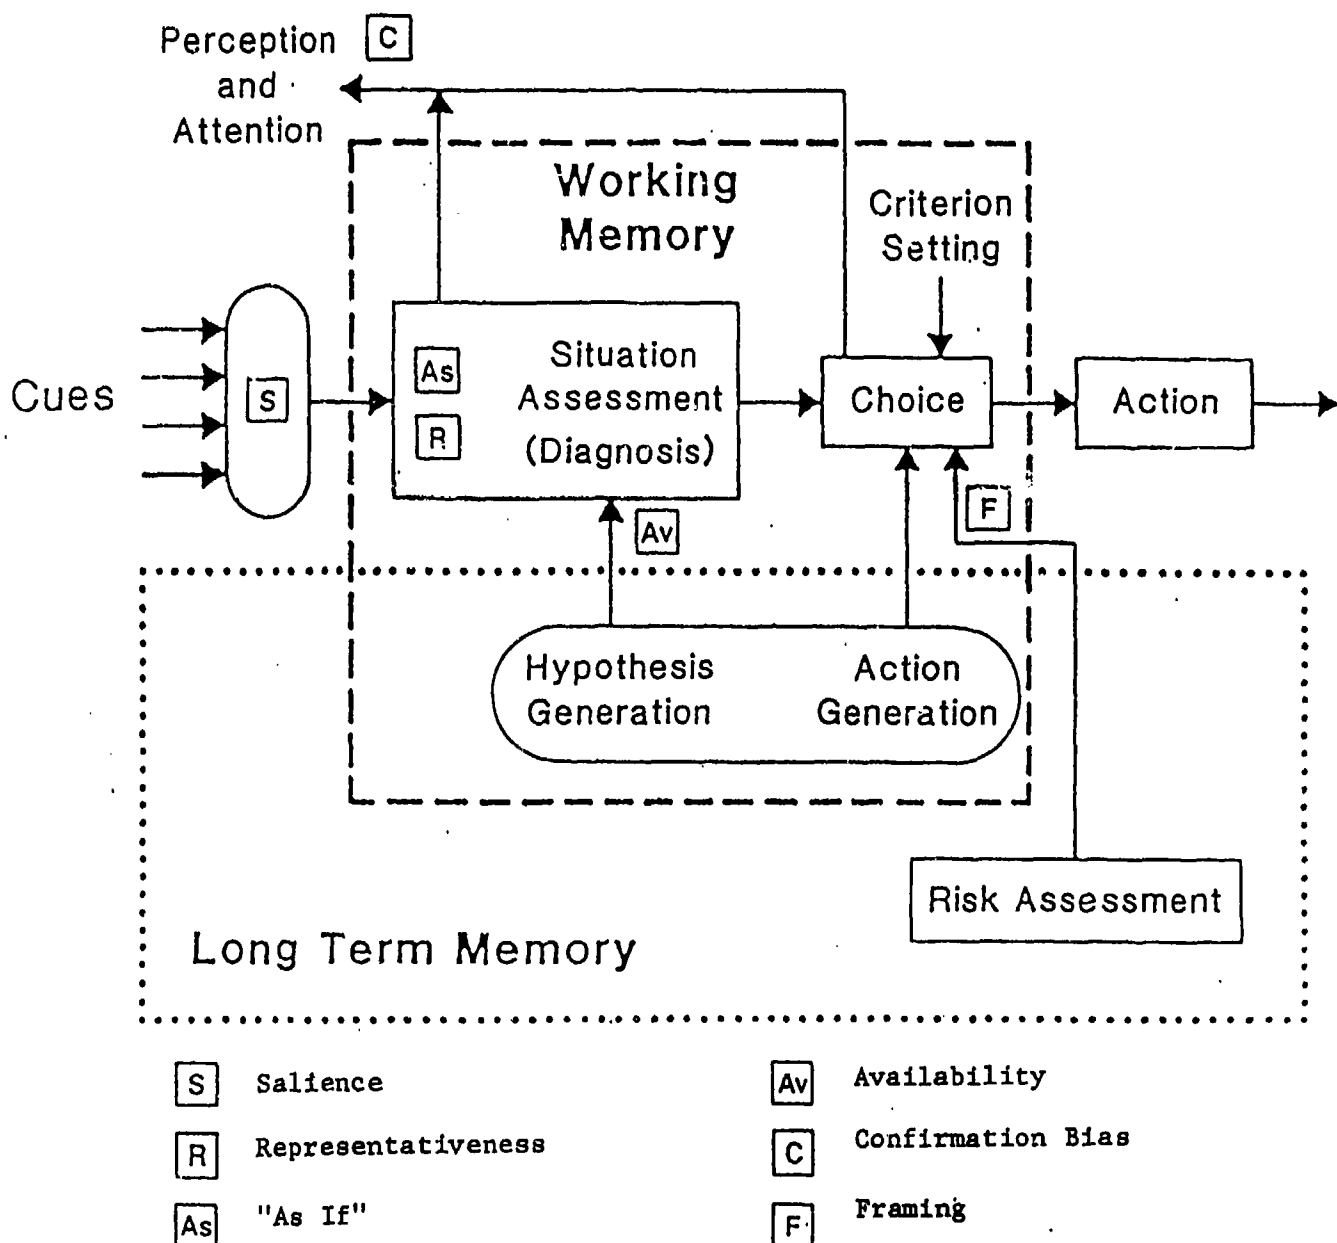 Perception C
and
Attention
Working
Memory
Criterion
Setting
Cues
S
As
R
Situation
Assessment
(Diagnosis)
Choice
Action
Av
F
Hypothesis
Generation
Action
Generation
Risk Assessment
Long Term Memory
S Salience
R Representativeness
As "As If"
Av Availability
C Confirmation Bias
F Framing